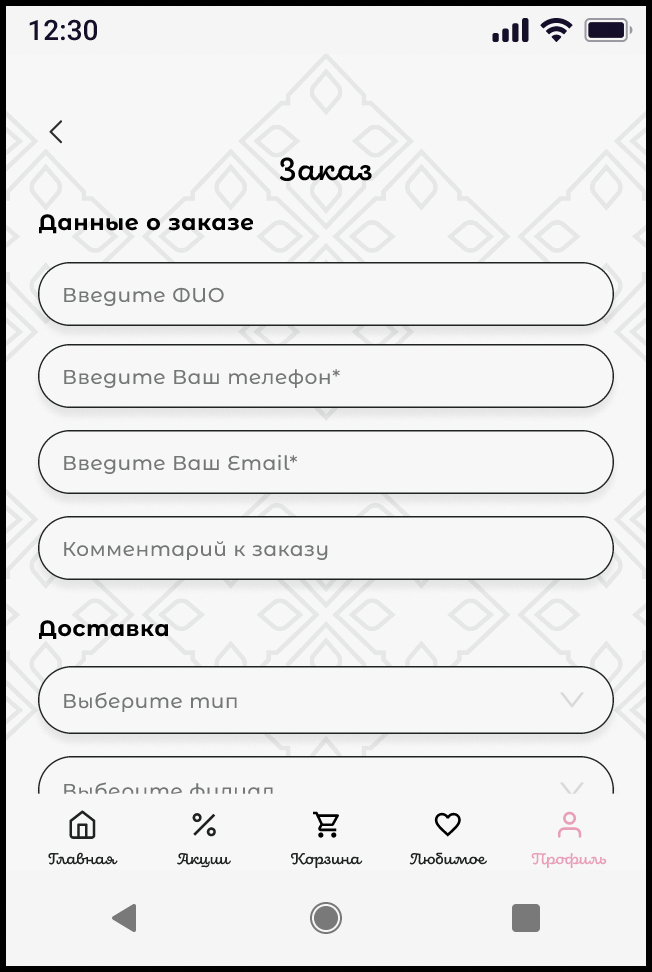 12:30
Заказ
Данные о заказе
Введите ФИО
Введите Ваш телефон*
Введите Ваш Email*
Комментарий к заказу
Доставка
Выберите тип
Выберите филиал
Главная Акции Корзина Любимое Профиль